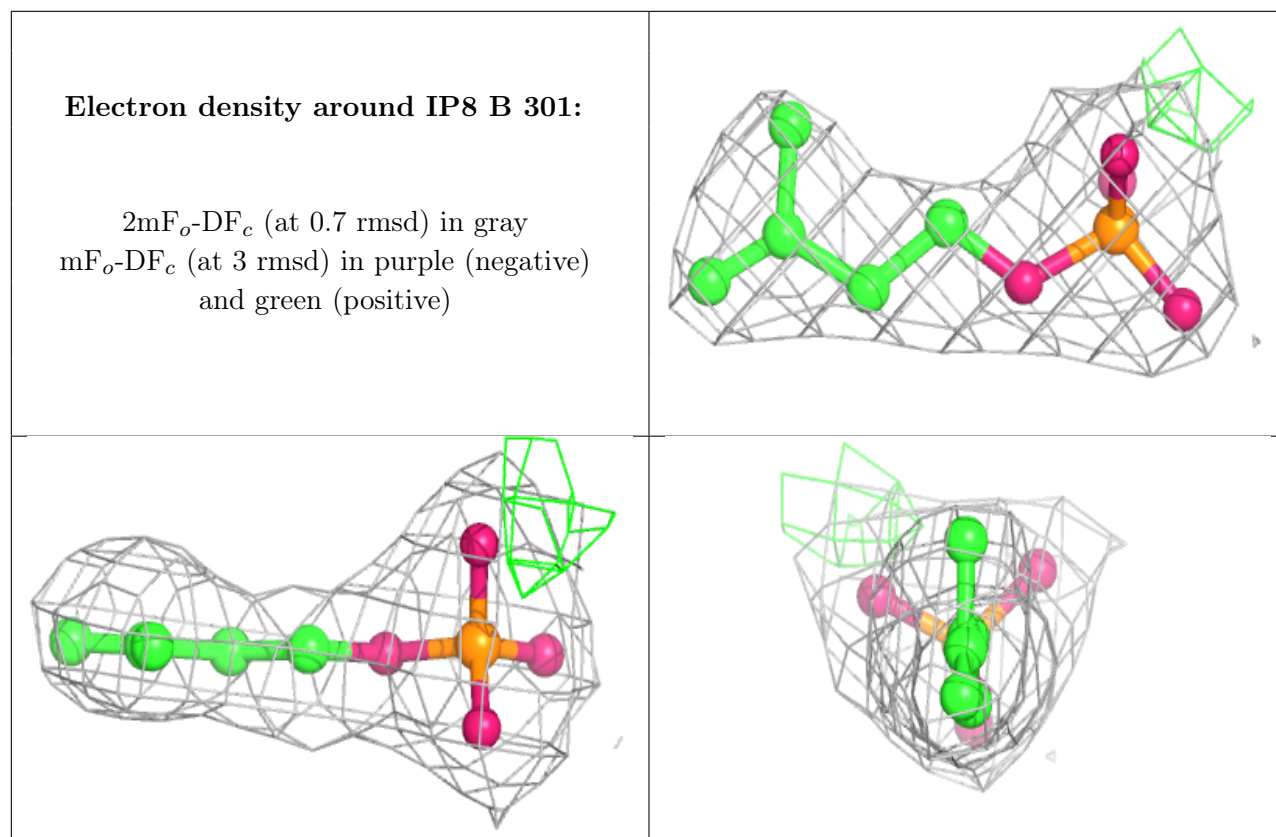 Electron density around IP8 B 301:
2mFo-DFc (at 0.7 rmsd) in gray
mFo-DFc (at 3 rmsd) in purple (negative)
and green (positive)